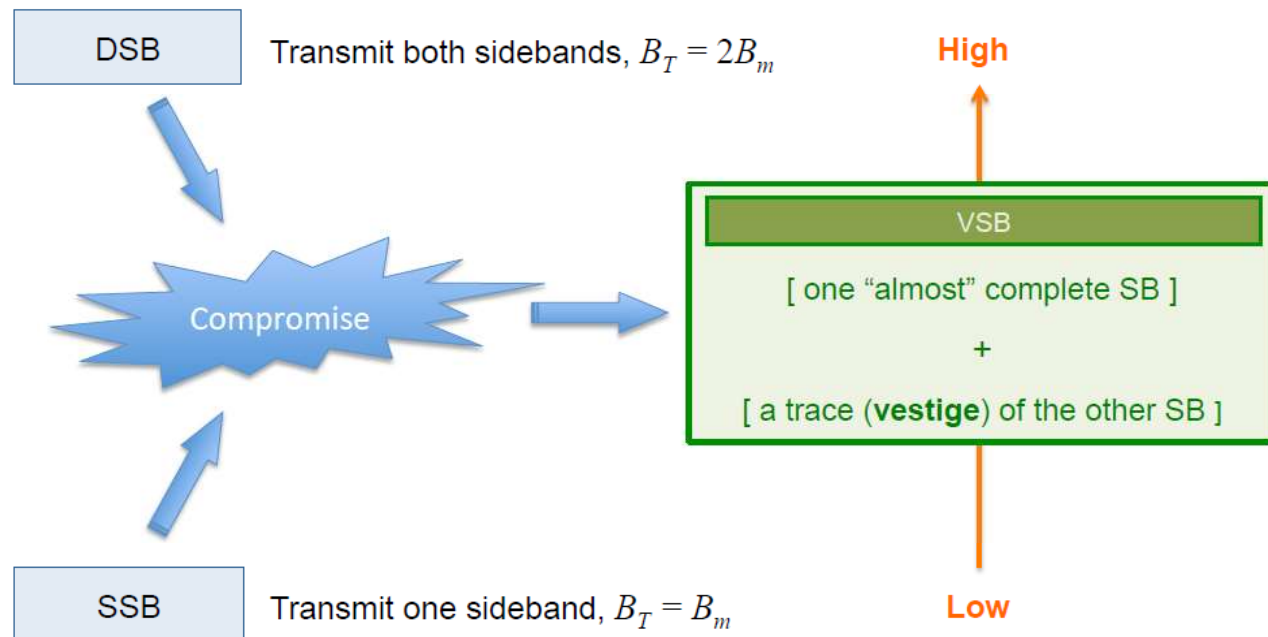 DSB
Transmit both sidebands, B_T = 2B_m
High
VSB
[ one “almost” complete SB ]
Compromise
+
[ a trace (vestige) of the other SB ]
SSB
Transmit one sideband, B_T = B_m
Low